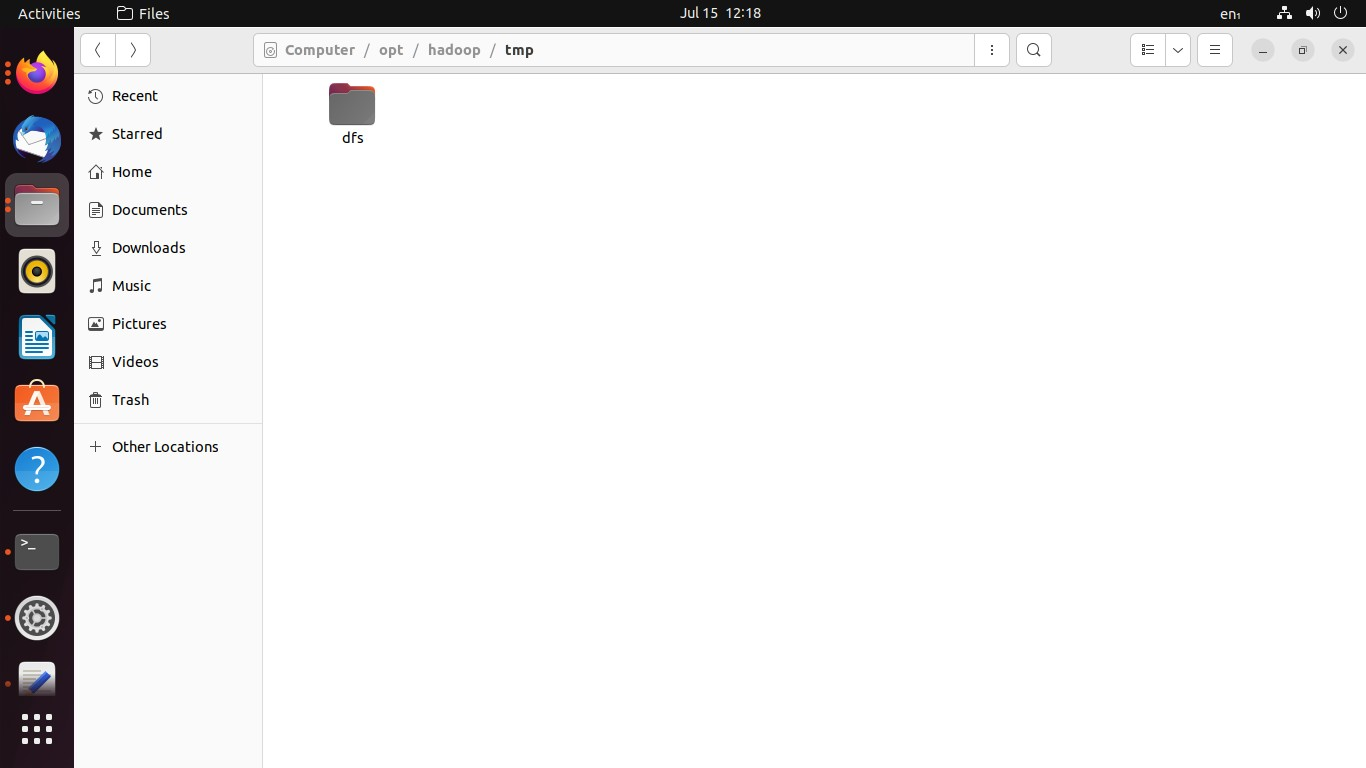 Activities
Files
Jul 15 12:18
en₁
Computer / opt / hadoop / tmp
Recent
Starred
Home
Documents
Downloads
Music
Pictures
Videos
Trash
Other Locations
dfs